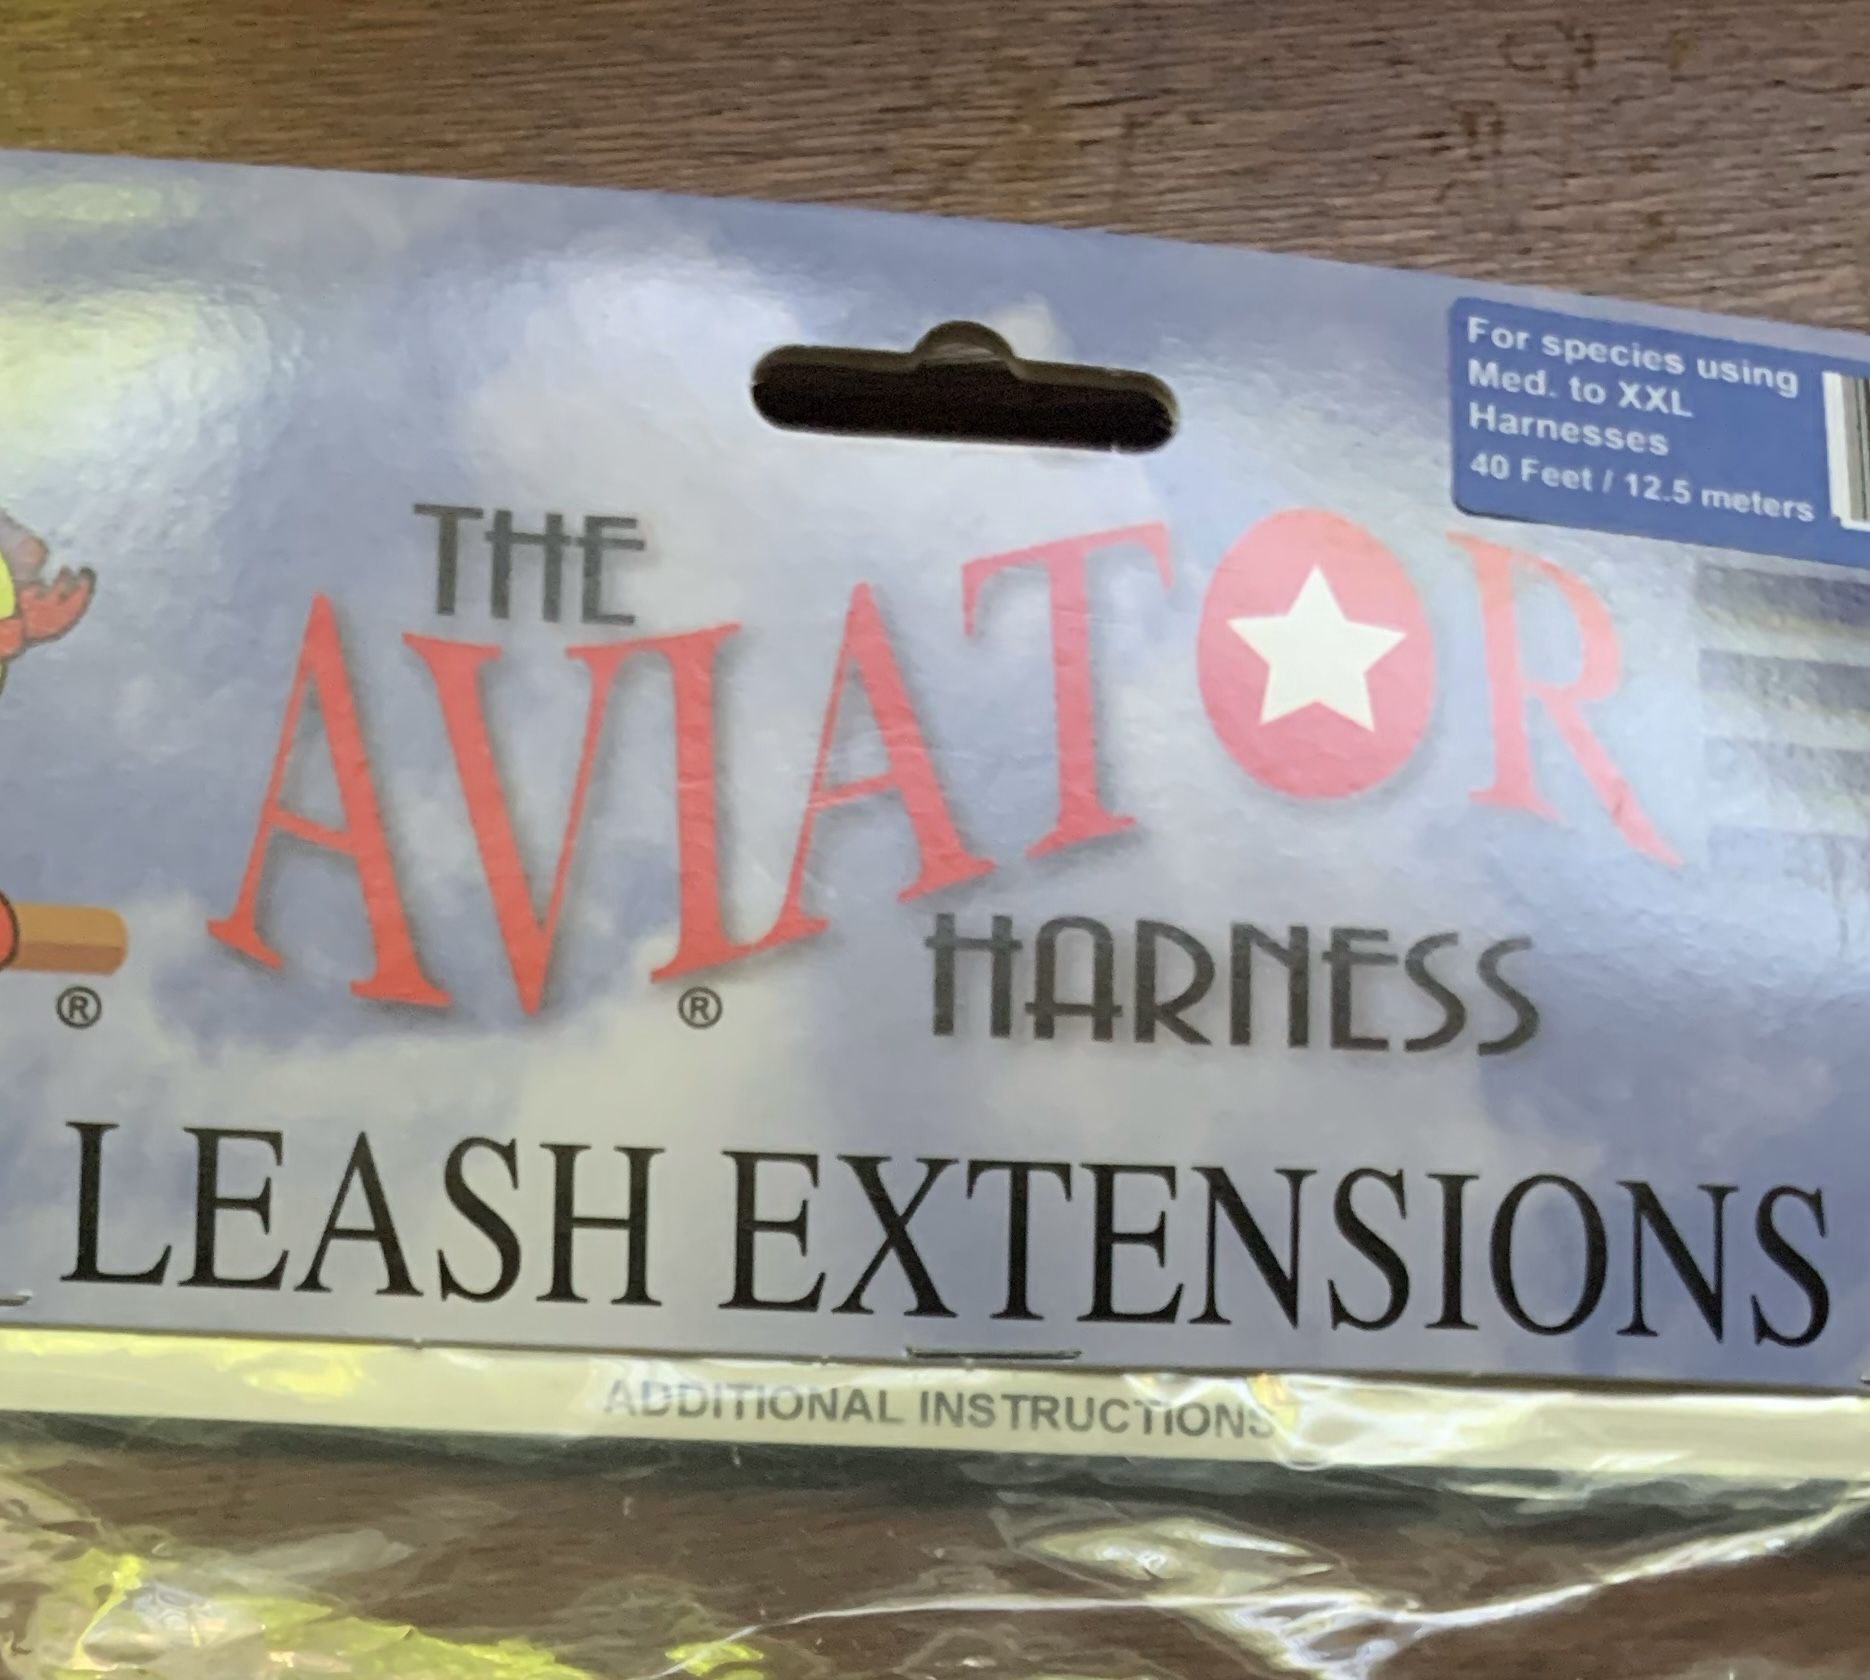 For species using
Med. to XXL
Harnesses
40 Feet / 12.5 meters
THE
AVIATOR
HARNESS
®
®
LEASH EXTENSIONS
ADDITIONAL INSTRUCTIONS